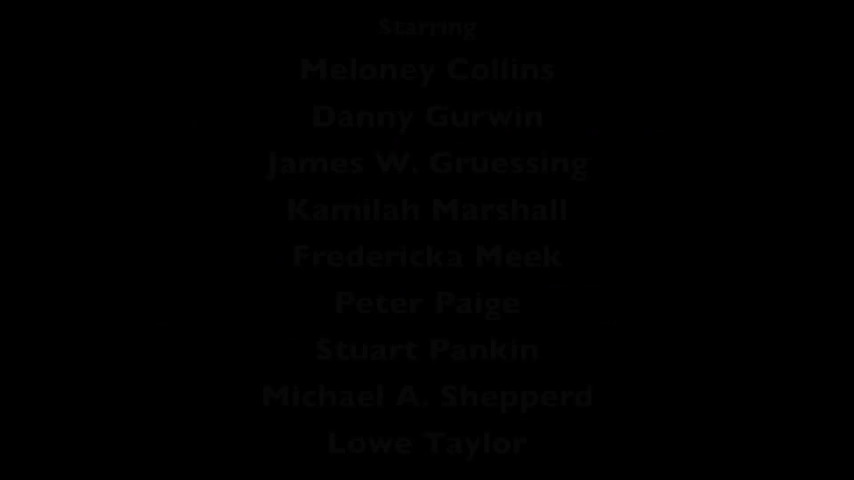 Starring
Meloney Collins
Danny Gurwin
James W. Gruessing
Kamilah Marshall
Fredericka Meek
Peter Paige
Stuart Pankin
Michael A. Shepperd
Lowe Taylor